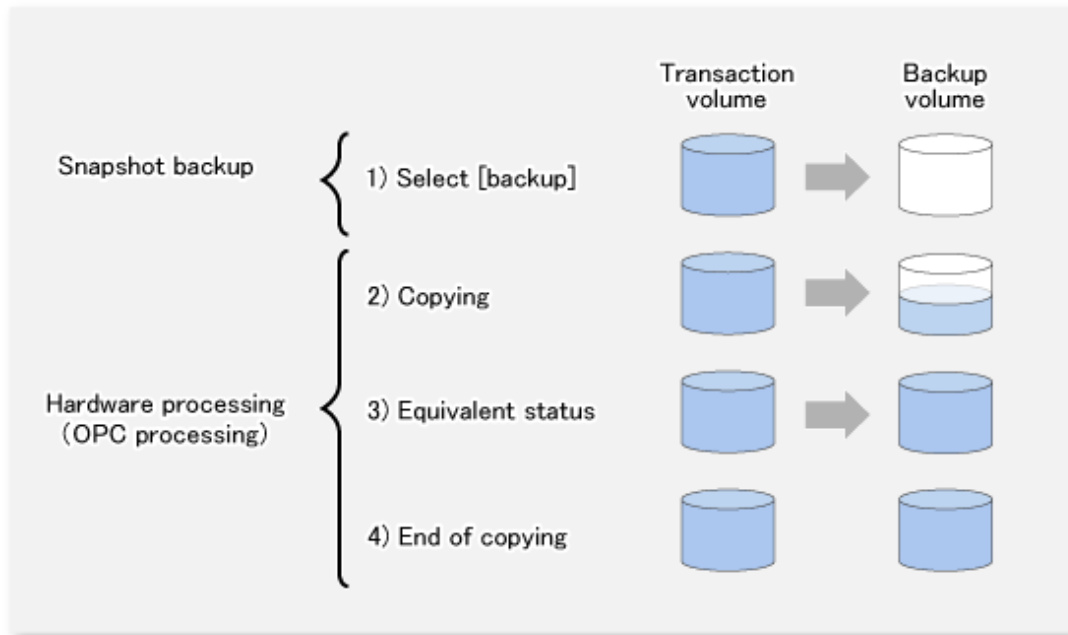 Transaction
volume
Backup
volume
Snapshot backup
1) Select [backup]
2) Copying
Hardware processing
(OPC processing)
3) Equivalent status
4) End of copying